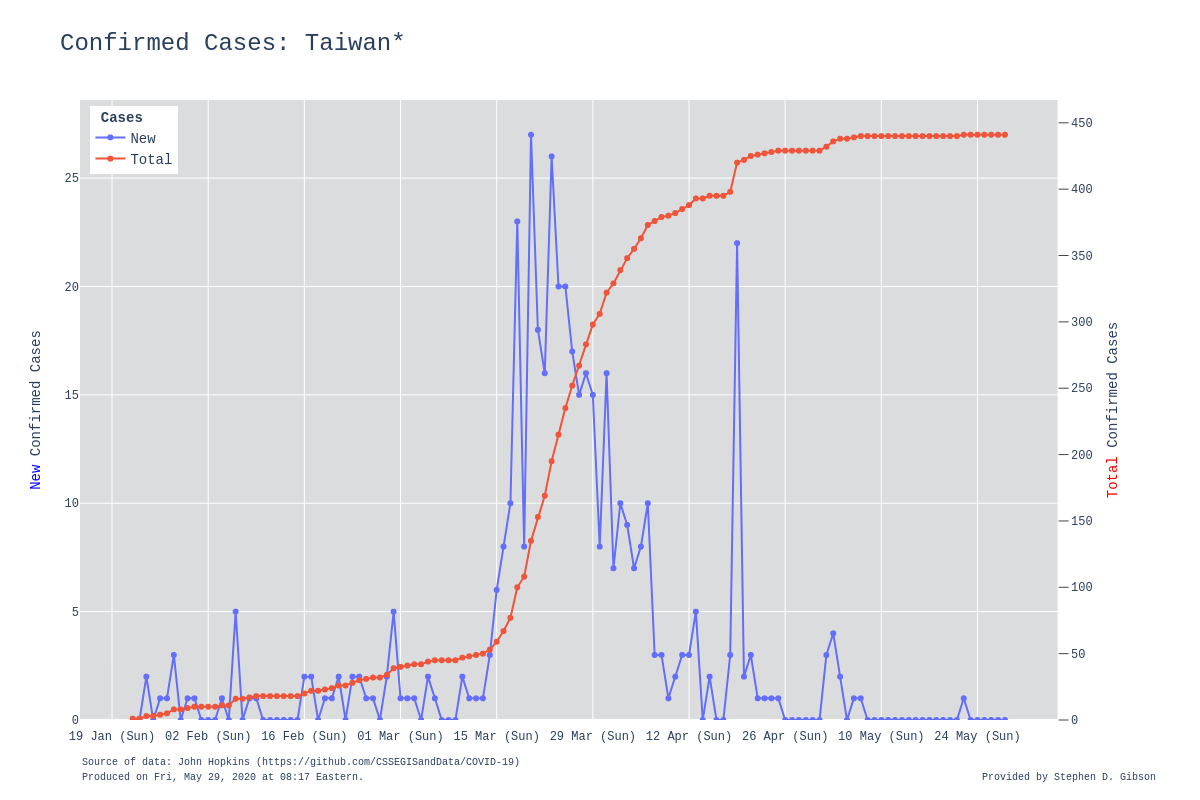 Confirmed Cases: Taiwan*
Cases
New
Total
25
20
15
10
5
0
450
400
350
300
250
200
150
100
50
0
New Confirmed Cases
Total Confirmed Cases
19 Jan (Sun) 02 Feb (Sun) 16 Feb (Sun) 01 Mar (Sun) 15 Mar (Sun) 29 Mar (Sun) 12 Apr (Sun) 26 Apr (Sun) 10 May (Sun) 24 May (Sun)
Source of data: John Hopkins (https://github.com/CSSEGISandData/COVID-19)
Produced on Fri, May 29, 2020 at 08:17 Eastern.
Provided by Stephen D. Gibson